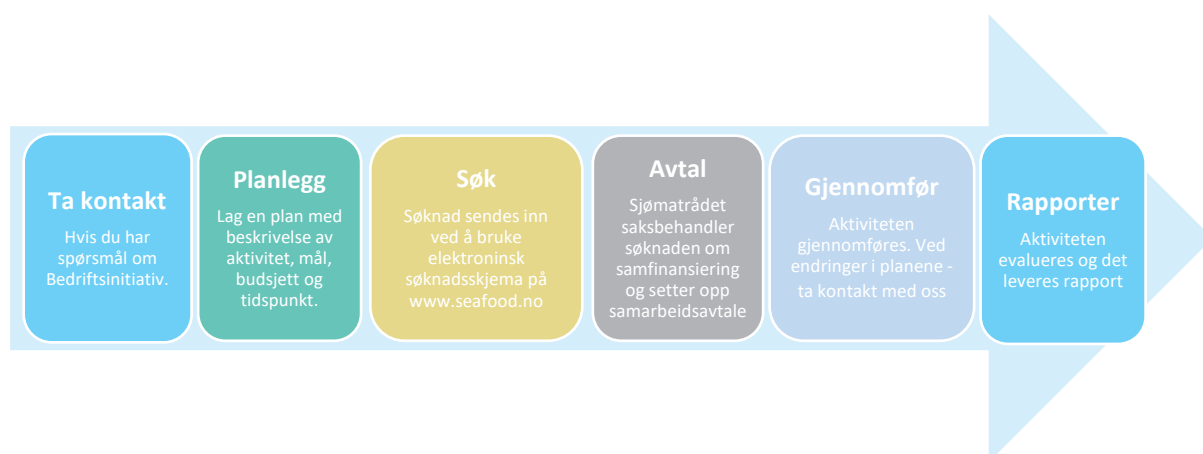 Ta kontakt
Hvis du har
spørsmål om
Bedriftsinitiativ.
Planlegg
Lag en plan med
beskrivelse av
aktivitet, mål,
budsjett og
tidspunkt.
Søk
Søknad sendes inn
ved å bruke
elektroninsk
søknadsskjema på
www.seafood.no
Avtal
Sjømatrådet
saksbehandler
søknaden om
samfinansiering
og setter opp
samarbeidsavtale
Gjennomfør
Aktiviteten
gjennomføres. Ved
endringer i planene -
ta kontakt med oss
Rapporter
Aktiviteten
evalueres og det
leveres rapport